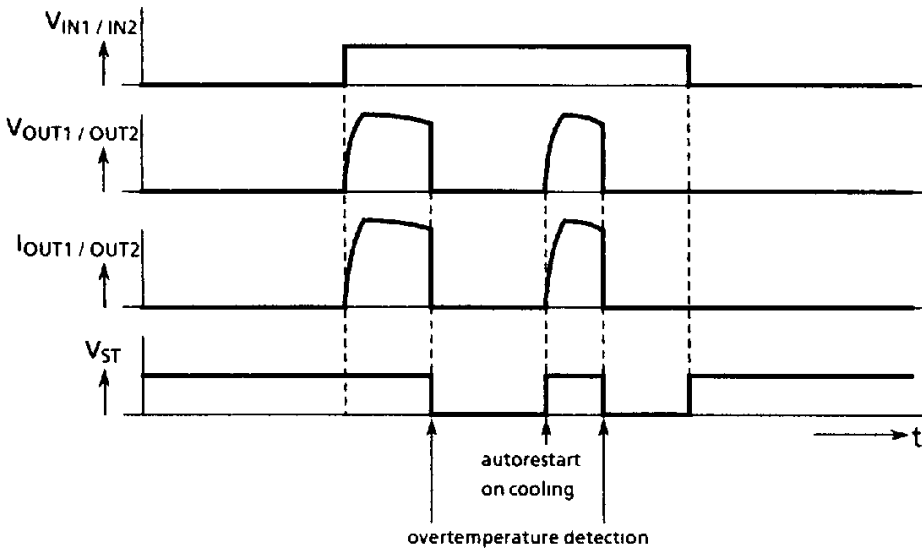 VIN1 / IN2
VOUT1 / OUT2
IOUT1 / OUT2
VST
t
autorestart
on cooling
overtemperature detection